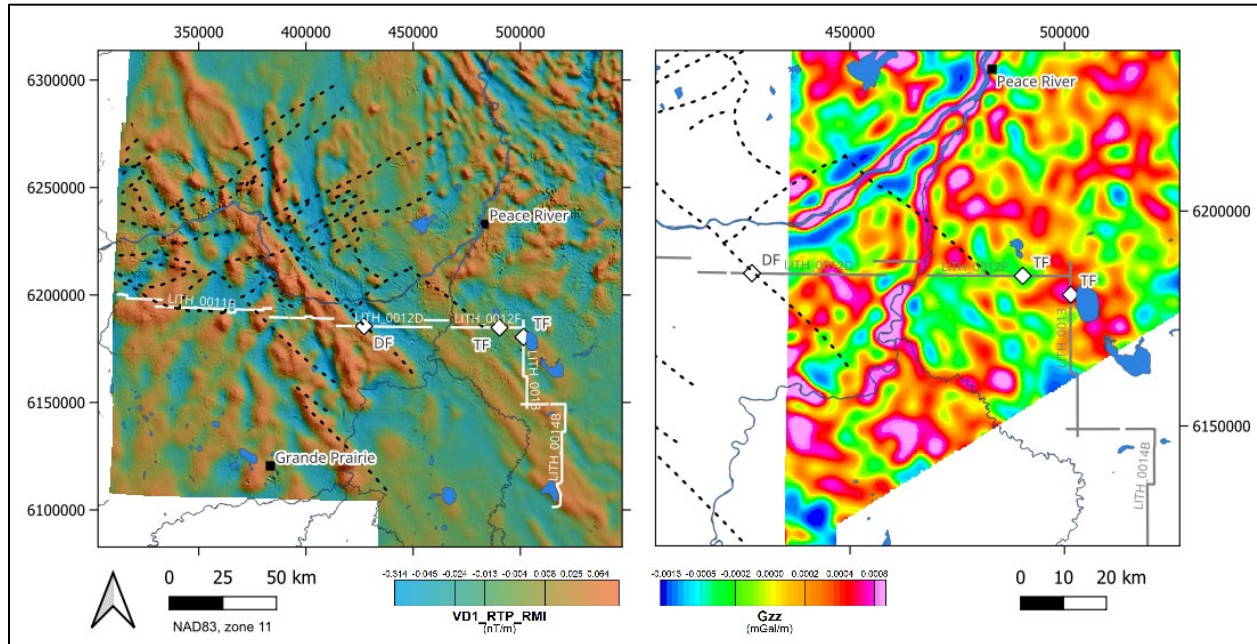 350000 400000 450000 500000
450000 500000
6300000
6250000
6200000
6150000
6100000
6200000
6150000
Peace River
LITH_0011B
LITH_0012D
LITH_0012F
DF
TF
TF
LITH_0013
LITH_0014B
Grande Prairie
Peace River
DF
LITH_0012D
LITH_0012F
TF
TF
LITH_0013
LITH_0014B
0 25 50 km
NAD83, zone 11
-0.045 -0.024 -0.013 -0.004 0.008 0.025 0.064
VD1_RTP_RMI
(nT/m)
-0.0013 -0.0005 -0.0002 0.0000 0.0002 0.0004 0.0008
Gzz
(mGal/m)
0 10 20 km